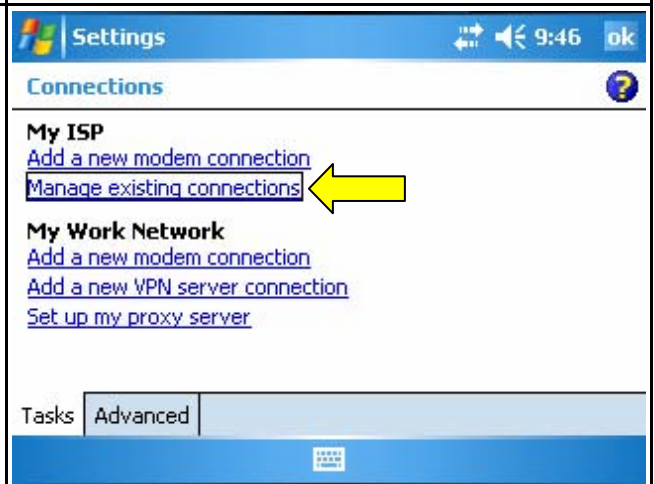 Settings 9:46 ok
Connections ?
My ISP
Add a new modem connection
Manage existing connections
My Work Network
Add a new modem connection
Add a new VPN server connection
Set up my proxy server
Tasks Advanced